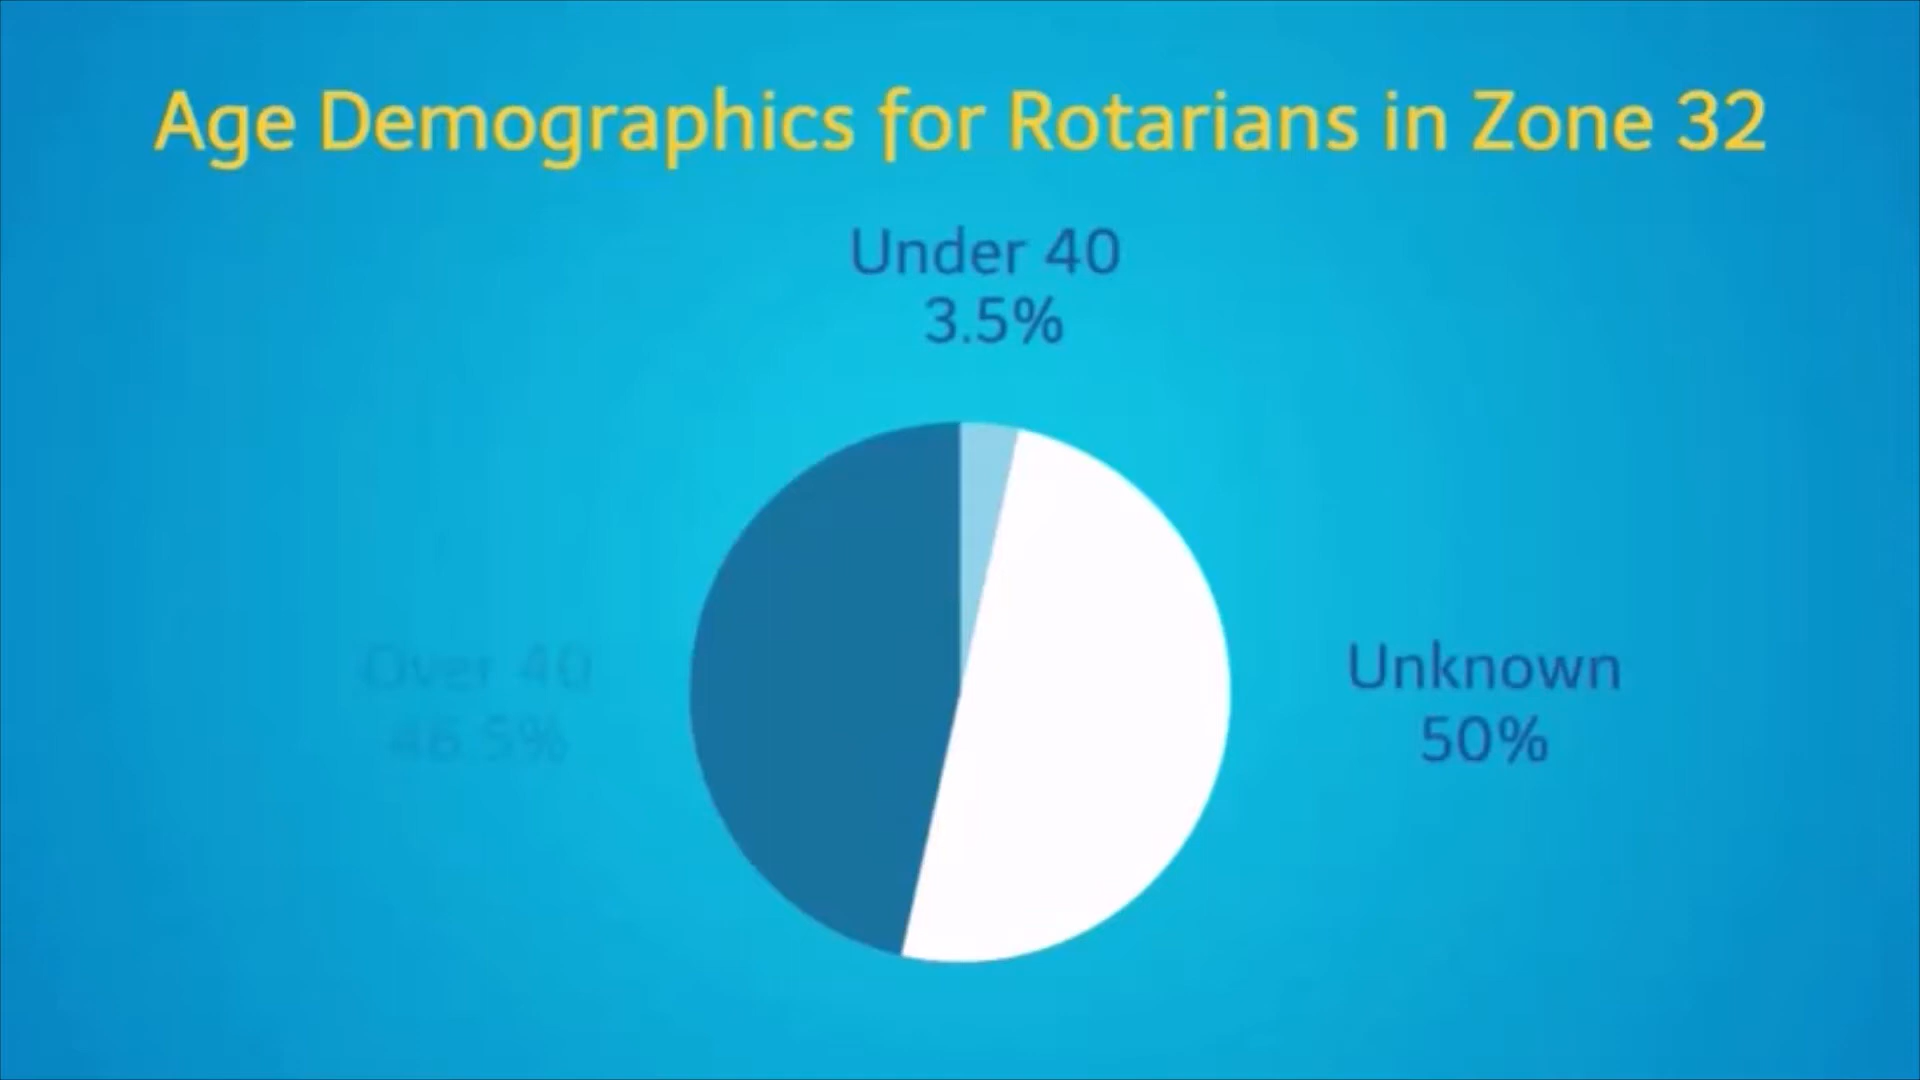 Age Demographics for Rotarians in Zone 32
Under 40
3.5%
Over 40
46.5%
Unknown
50%